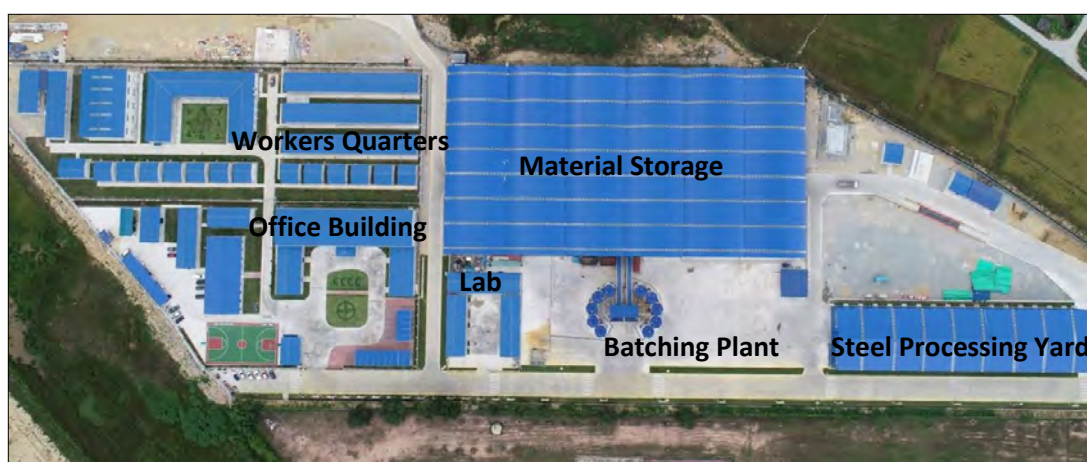 Workers Quarters
Material Storage
Office Building
Lab
Batching Plant
Steel Processing Yard